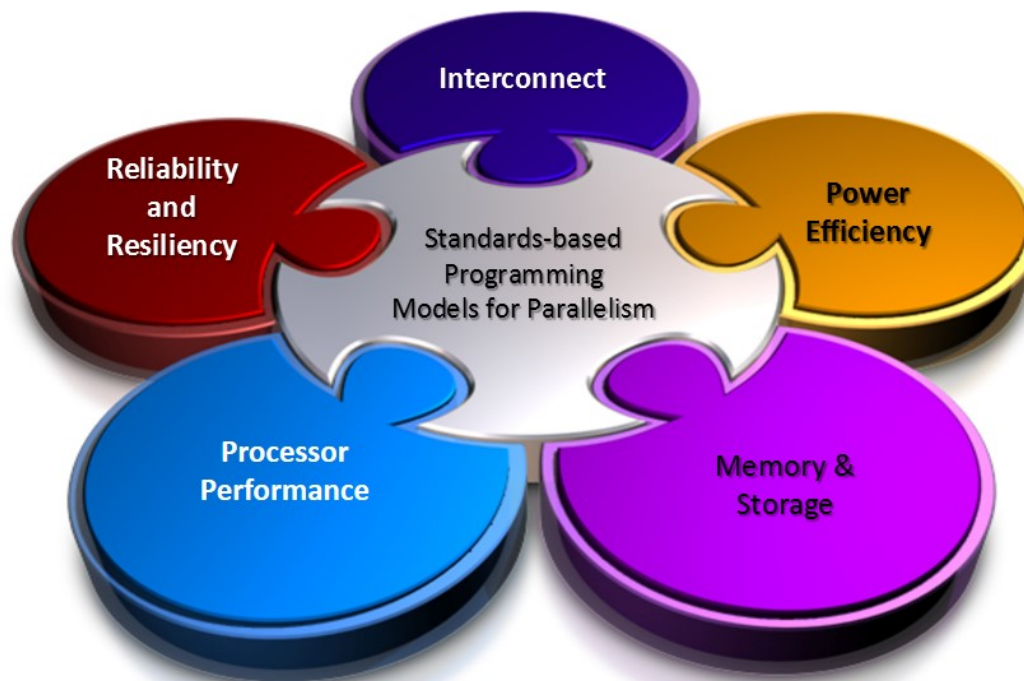 Interconnect
Reliability
and
Resiliency
Power
Efficiency
Standards-based
Programming
Models for Parallelism
Processor
Performance
Memory &
Storage